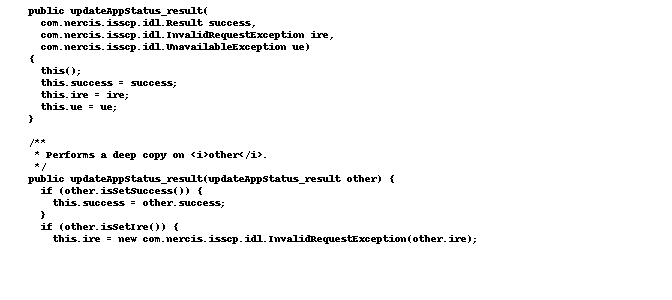 public updateAppStatus_result(
  com.nercis.isscp.idl.Result success,
  com.nercis.isscp.idl.InvalidRequestException ire,
  com.nercis.isscp.idl.UnavailableException ue)
{
  this();
  this.success = success;
  this.ire = ire;
  this.ue = ue;
}

/**
 * Performs a deep copy on <i>other</i>.
 */
public updateAppStatus_result(updateAppStatus_result other) {
  if (other.isSetSuccess()) {
    this.success = other.success;
  }
  if (other.isSetIre()) {
    this.ire = new com.nercis.isscp.idl.InvalidRequestException(other.ire);